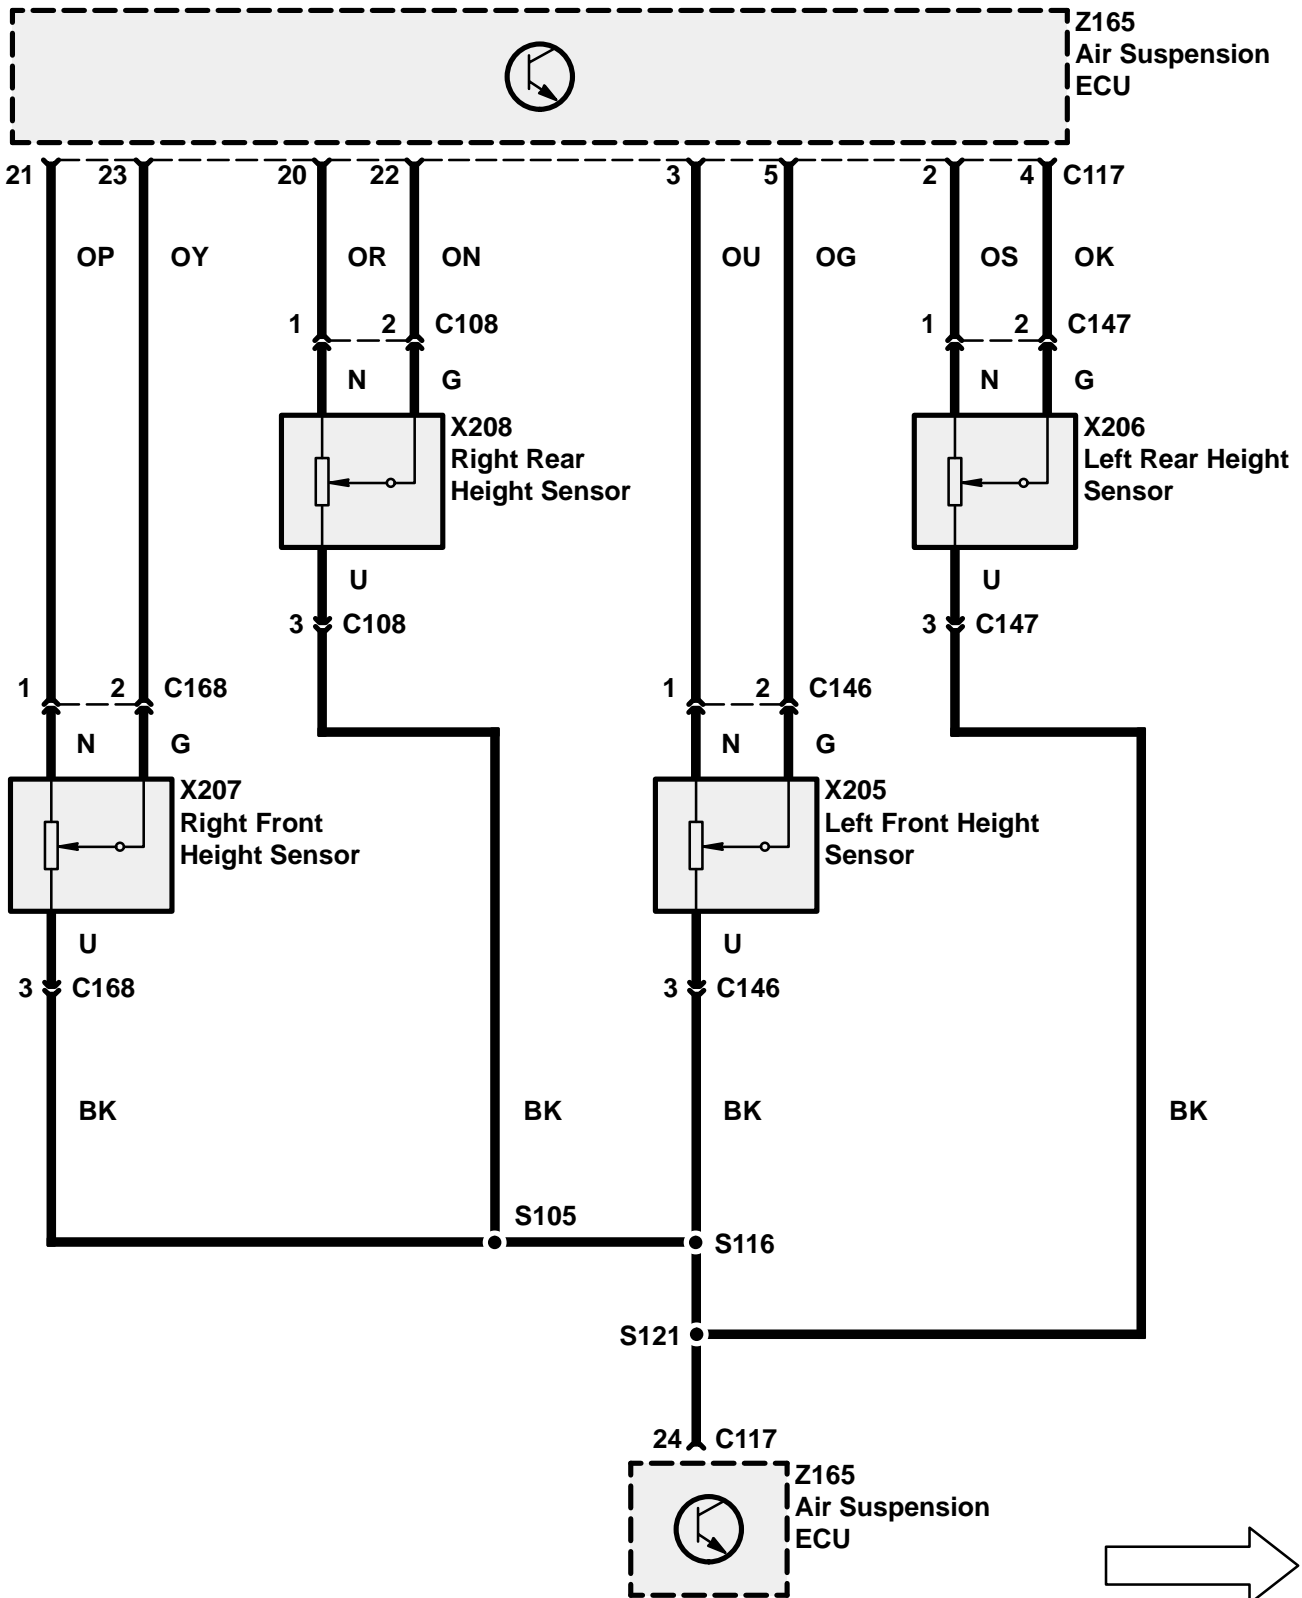 Z165
Air Suspension
ECU
21 23 20 22 3 5 2 4 C117
OP OY OR ON OU OG OS OK
1 2 C108 1 2 C147
N G N G
X208
Right Rear
Height Sensor
X206
Left Rear Height
Sensor
U U
3 C108 3 C147
1 2 C168 1 2 C146
N G N G
X207
Right Front
Height Sensor
X205
Left Front Height
Sensor
U U
3 C168 3 C146
BK BK BK BK
S105
S116
S121
24 C117
Z165
Air Suspension
ECU